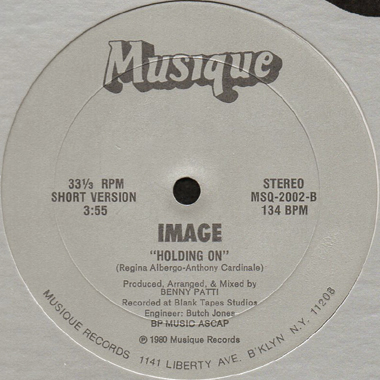 Musique
33⅓ RPM
SHORT VERSION
3:55
STEREO
MSQ-2002-B
134 BPM
IMAGE
"HOLDING ON"
(Regina Albergo-Anthony Cardinale)
Produced, Arranged, & Mixed by
BENNY PATTI
Recorded at Blank Tapes Studios
Engineer: Butch Jones
BP MUSIC ASCAP
℗ 1980 Musique Records
MUSIQUE RECORDS 1141 LIBERTY AVE. B'KLYN N.Y. 11208